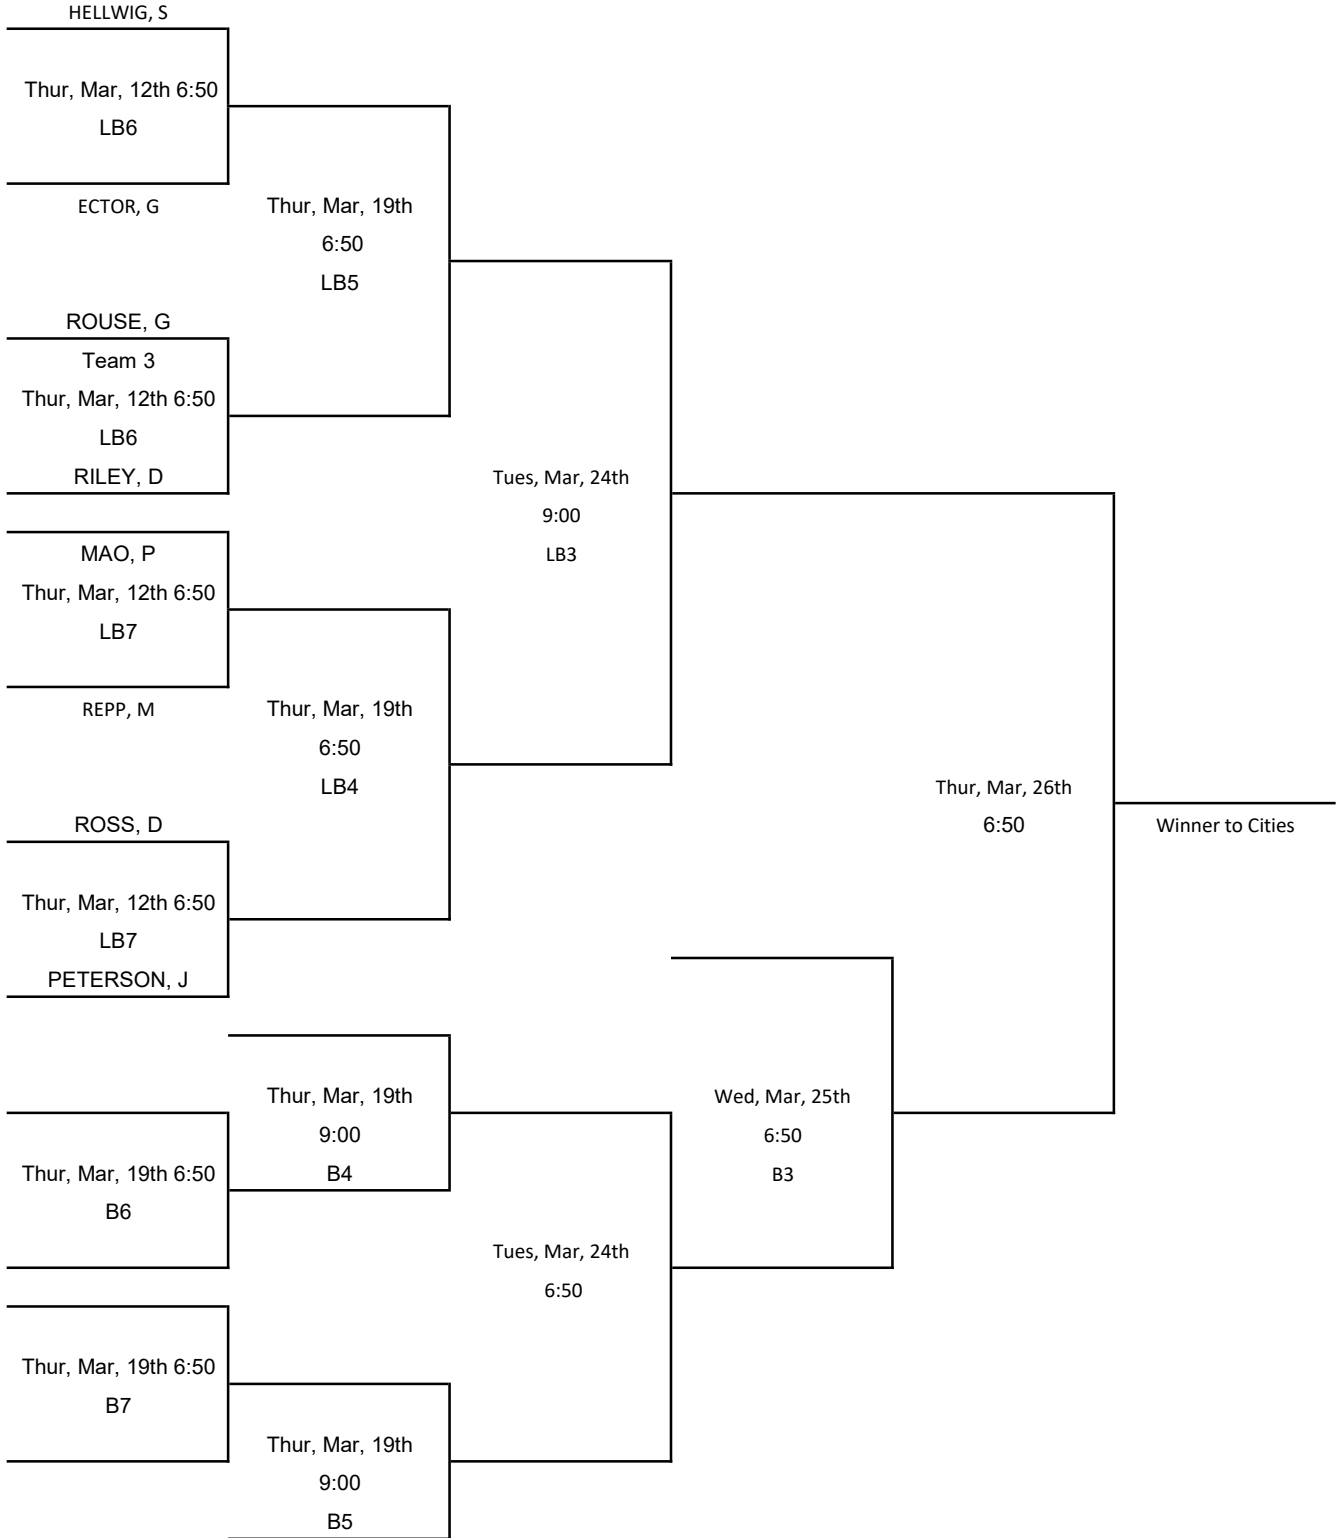 HELLWIG, S
Thur, Mar, 12th 6:50
LB6
ECTOR, G
Thur, Mar, 19th
6:50
LB5
ROUSE, G
Team 3
Thur, Mar, 12th 6:50
LB6
RILEY, D
Tues, Mar, 24th
9:00
LB3
MAO, P
Thur, Mar, 12th 6:50
LB7
REPP, M
Thur, Mar, 19th
6:50
LB4
Thur, Mar, 26th
6:50
Winner to Cities
ROSS, D
Thur, Mar, 12th 6:50
LB7
PETERSON, J
Thur, Mar, 19th
9:00
B4
Wed, Mar, 25th
6:50
B3
Thur, Mar, 19th 6:50
B6
Tues, Mar, 24th
6:50
Thur, Mar, 19th 6:50
B7
Thur, Mar, 19th
9:00
B5